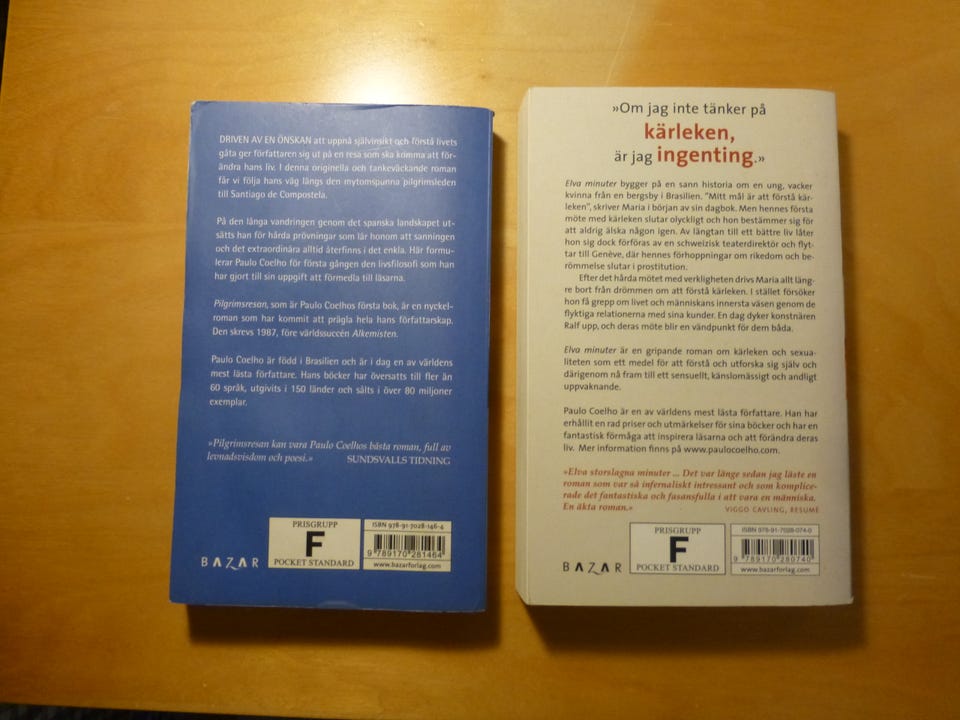 DRIVEN AV EN ÖNSKAN att uppnå självinsikt och förstå livets
gåta ger författaren sig ut på en resa som ska komma att för-
ändra hans liv. I denna originella och tankeväckande roman
får vi följa hans väg längs den mytomspunna pilgrimsleden
till Santiago de Compostela.
På den långa vandringen genom det spanska landskapet ut-
sätts han för hårda prövningar som lär honom att sanningen
och det extraordinära alltid återfinns i det enkla. Här formu-
lerar Paulo Coelho för första gången den livsfilosofi som han
har gjort till sin uppgift att förmedla till läsarna.
Pilgrimsresan, som är Paulo Coelhos första bok, är en nyckel-
roman som har kommit att prägla hela hans författarskap.
Den skrevs 1987, före världssuccén Alkemisten.
Paulo Coelho är född i Brasilien och är i dag en av världens
mest lästa författare. Hans böcker har översatts till fler än
60 språk, utgivits i 150 länder och sålts i över 80 miljoner
exemplar.
»Pilgrimsresan kan vara Paulo Coelhos bästa roman, full av
levnadsvisdom och poesi.« SUNDSVALLS TIDNING
BAZAR
PRISGRUPP
F
POCKET STANDARD
ISBN 978-91-7028-146-4
9 789170 281464
www.bazarforlag.com
»Om jag inte tänker på
kärleken,
är jag ingenting.»
Elva minuter bygger på en sann historia om en ung, vacker
kvinna från en bergsby i Brasilien. ”Mitt mål är att förstå kär-
leken”, skriver Maria i början av sin dagbok. Men hennes första
möte med kärleken slutar olyckligt och hon bestämmer sig för
att aldrig älska någon igen. Av längtan till ett bättre liv låter
hon sig dock förföras av en schweizisk teaterdirektör och flyt-
tar till Genève, där hennes förhoppningar om rikedom och be-
römmelse slutar i prostitution.
Efter det hårda mötet med verkligheten drivs Maria allt läng-
re bort från drömmen om att förstå kärleken. I stället försöker
hon få grepp om livet och människans innersta väsen genom de
flyktiga relationerna med sina kunder. En dag dyker konstnären
Ralf upp, och deras möte blir en vändpunkt för dem båda.
Elva minuter är en gripande roman om kärleken och sexua-
liteten som ett medel för att förstå och utforska sig själv och
därigenom nå fram till ett sensuellt, känslomässigt och andligt
uppvaknande.
Paulo Coelho är en av världens mest lästa författare. Han har
erhållit en rad priser och utmärkelser för sina böcker och har en
fantastisk förmåga att inspirera läsarna och att förändra deras
liv. Mer information finns på www.paulocoelho.com.
»Elva storslagna minuter ... Det var länge sedan jag läste en
roman som var så infernaliskt intressant och som komplice-
rade det fantastiska och fasansfulla i att vara en människa.
En äkta roman.» VIGGO CAVLING, RESUMÉ
BAZAR
PRISGRUPP
F
POCKET STANDARD
ISBN 978-91-7028-074-0
9 789170 280740
www.bazarforlag.com